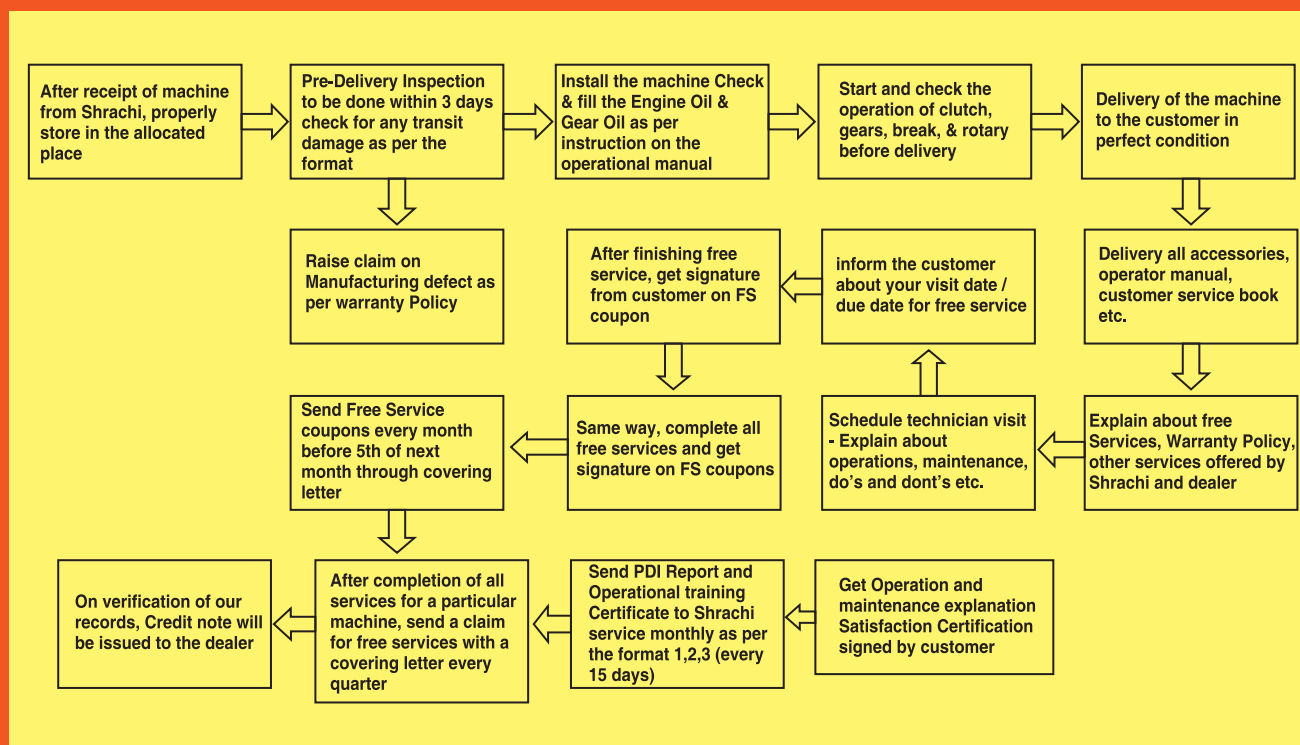 After receipt of machine
from Shrachi, properly
store in the allocated
place
Pre-Delivery Inspection
to be done within 3 days
check for any transit
damage as per the
format
Install the machine Check
& fill the Engine Oil &
Gear Oil as per
instruction on the
operational manual
Start and check the
operation of clutch,
gears, break, & rotary
before delivery
Delivery of the machine
to the customer in
perfect condition
Raise claim on
Manufacturing defect as
per warranty Policy
After finishing free
service, get signature
from customer on FS
coupon
inform the customer
about your visit date /
due date for free service
Delivery all accessories,
operator manual,
customer service book
etc.
Send Free Service
coupons every month
before 5th of next
month through covering
letter
Same way, complete all
free services and get
signature on FS coupons
Schedule technician visit
- Explain about
operations, maintenance,
do's and dont's etc.
Explain about free
Services, Warranty Policy,
other services offered by
Shrachi and dealer
On verification of our
records, Credit note will
be issued to the dealer
After completion of all
services for a particular
machine, send a claim
for free services with a
covering letter every
quarter
Send PDI Report and
Operational training
Certificate to Shrachi
service monthly as per
the format 1,2,3 (every
15 days)
Get Operation and
maintenance explanation
Satisfaction Certification
signed by customer